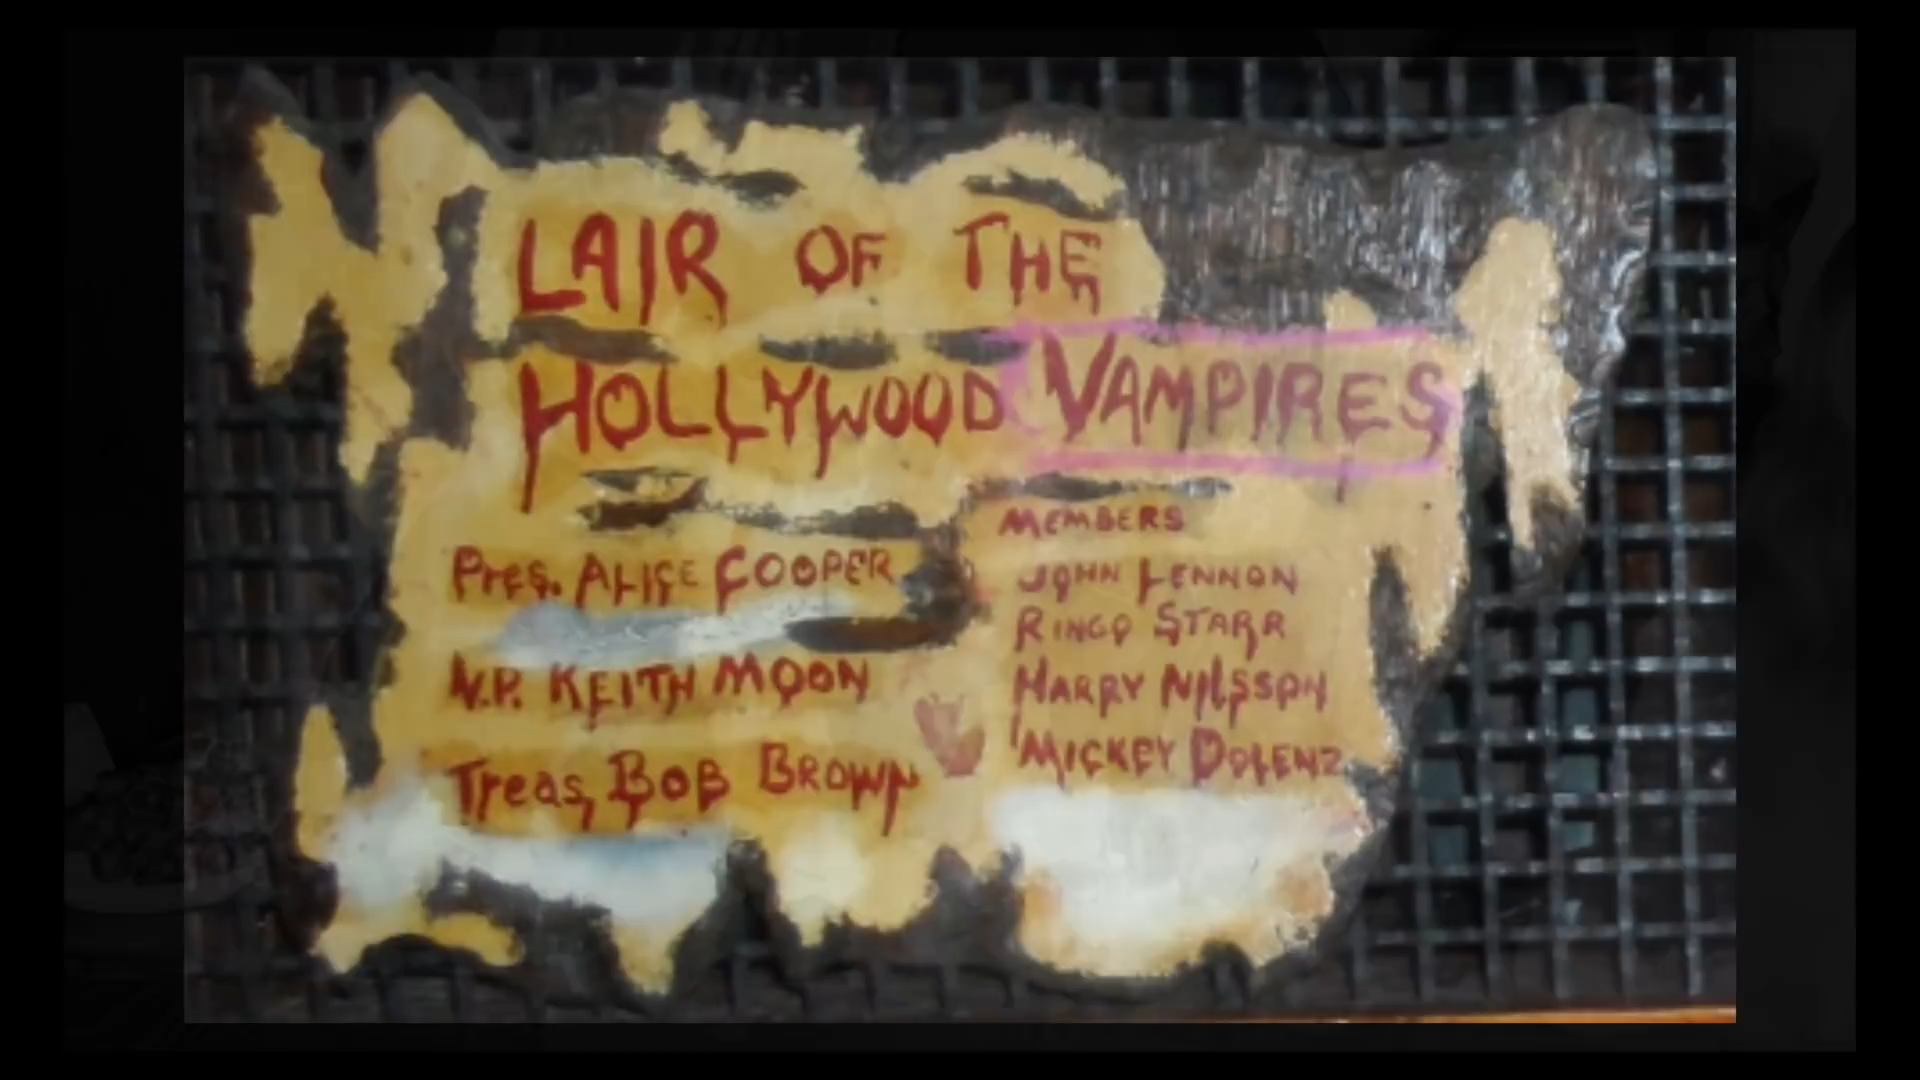 LAIR OF THE
HOLLYWOOD VAMPIRES
Pres. ALICE COOPER
V.P. KEITH MOON
Treas, BOB BROWN
MEMBERS
JOHN LENNON
RINGO STARR
HARRY NILSSON
MICKEY DOLENZ